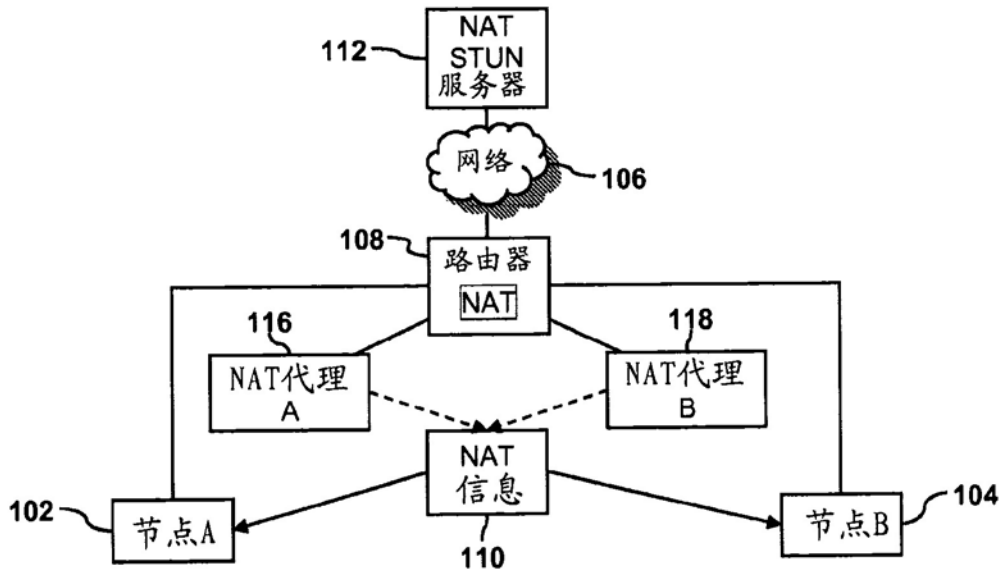 112
NAT
STUN
服务器
网络
106
108
路由器
NAT
116
NAT代理
A
118
NAT代理
B
NAT
信息
110
102
节点A
104
节点B